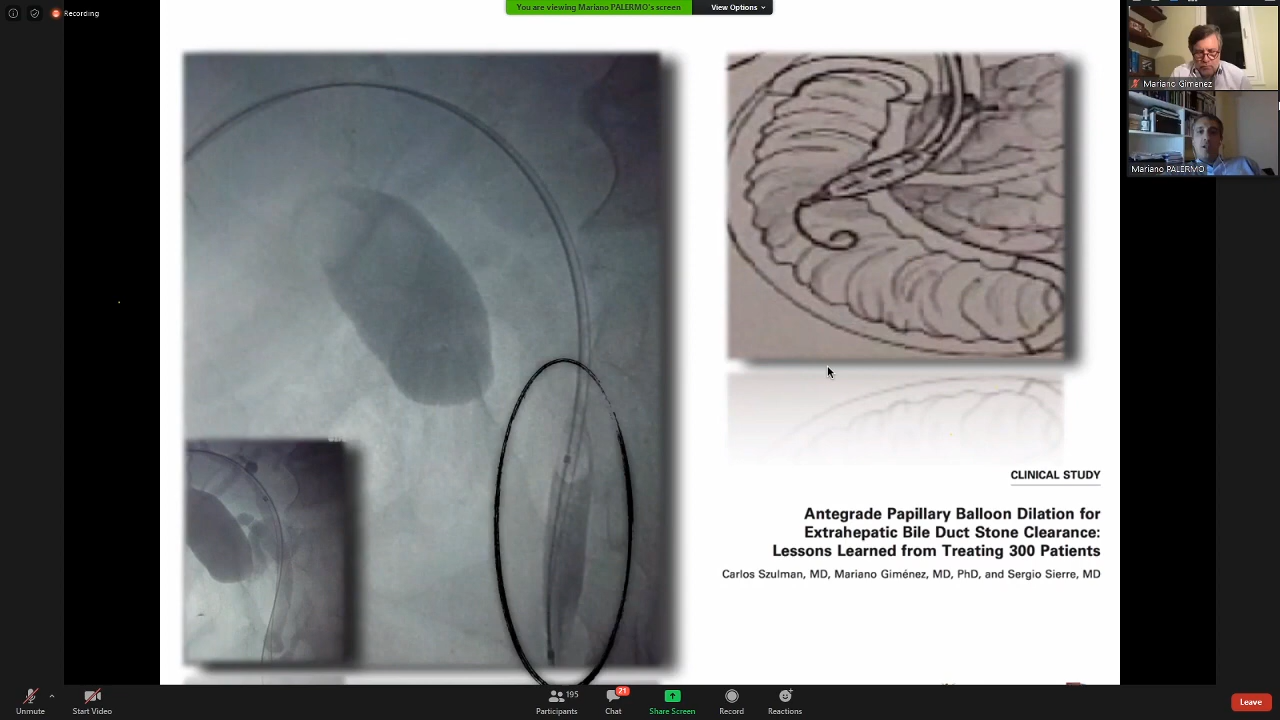 Recording
You are viewing Mariano PALERMO's screen
View Options
Mariano Gimenez
Mariano PALERMO
CLINICAL STUDY
Antegrade Papillary Balloon Dilation for
Extrahepatic Bile Duct Stone Clearance:
Lessons Learned from Treating 300 Patients
Carlos Szulman, MD, Mariano Giménez, MD, PhD, and Sergio Sierre, MD
Unmute
Start Video
195
Participants
21
Chat
Share Screen
Record
Reactions
Leave